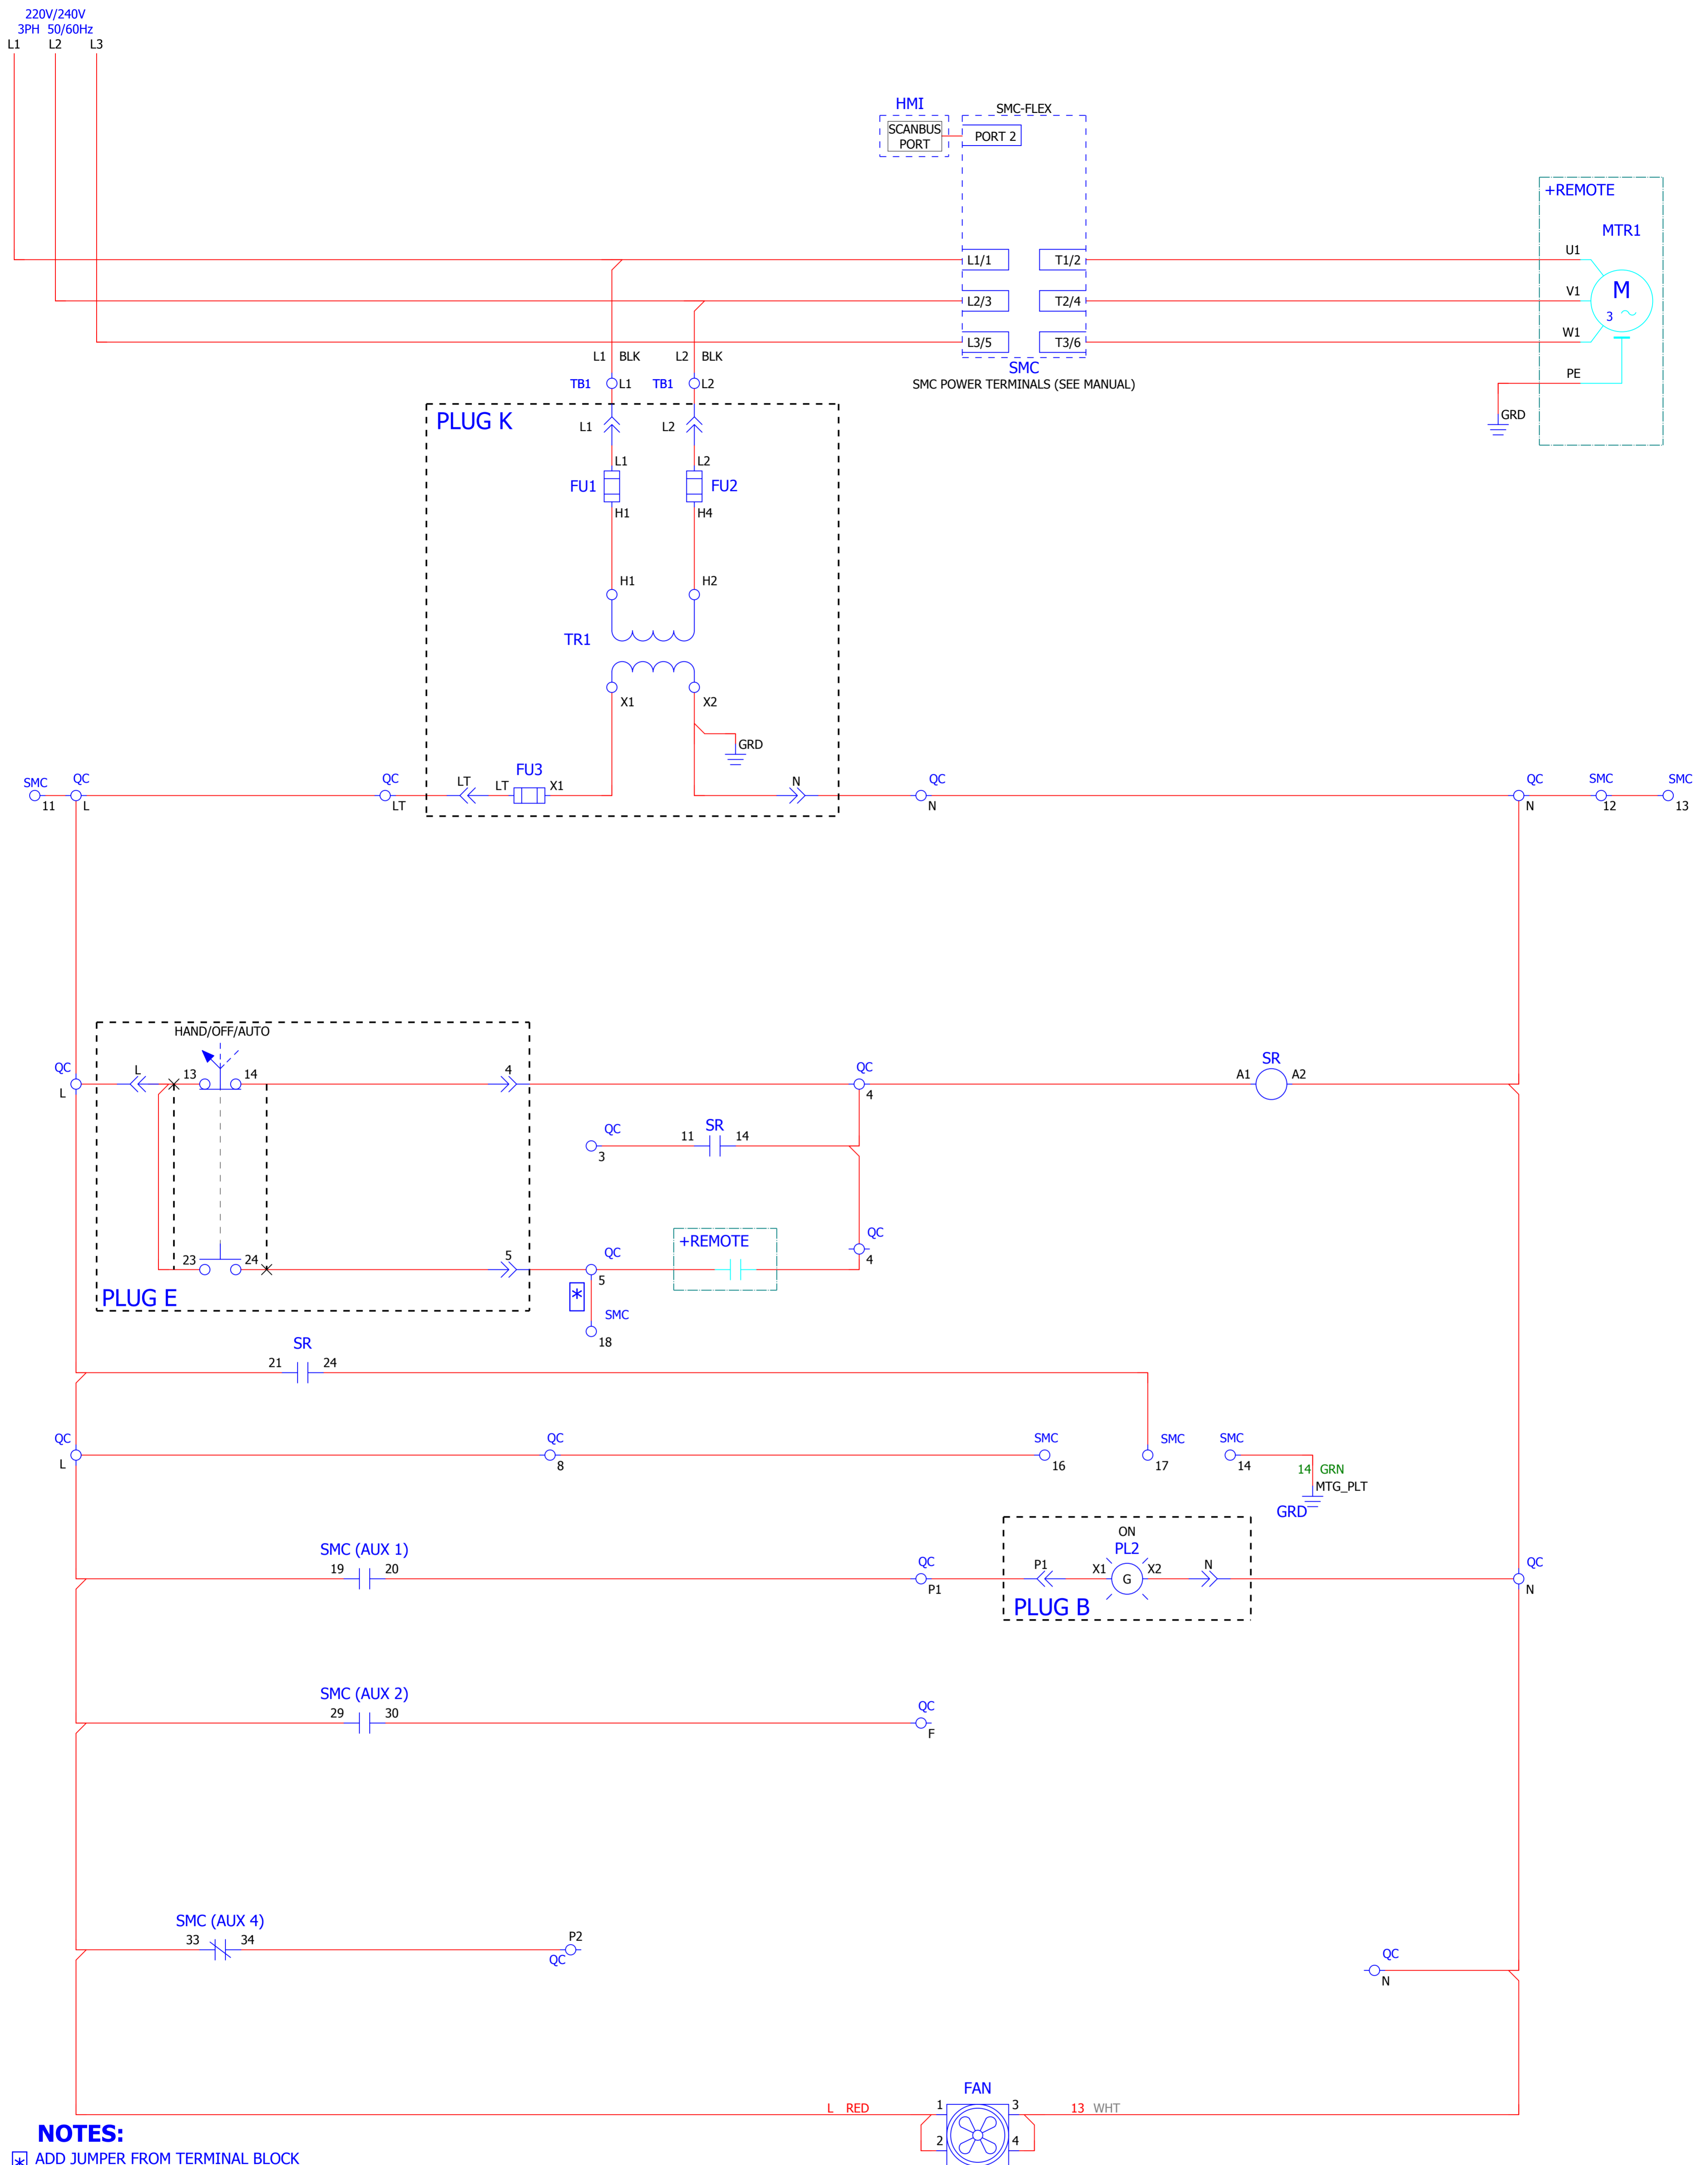 220V/240V
3PH 50/60Hz
L1 L2 L3
HMI
SMC-FLEX
SCANBUS
PORT
PORT 2
+REMOTE
MTR1
U1
L1/1 T1/2
M
3
V1
L2/3 T2/4
W1
L3/5 T3/6
L1 BLK L2 BLK
SMC
PE
TB1 L1 TB1 L2
SMC POWER TERMINALS (SEE MANUAL)
GRD
PLUG K
L1 L2
L1 L2
FU1 FU2
H1 H4
H1 H2
TR1
X1 X2
GRD
FU3
SMC QC QC LT LT X1 N QC QC SMC SMC
11 L LT N N 12 13
HAND/OFF/AUTO
QC L 13 14 4 QC SR
A1 A2
L 4
QC 11 SR 14
3
QC
+REMOTE
23 24 5 QC 4
5
PLUG E
*
SMC
18
SR
21 24
QC QC SMC SMC SMC
L 8 16 17 14
14 GRN
MTG_PLT
GRD
ON
SMC (AUX 1) PL2
19 20 QC P1 X1 G X2 N QC
P1 N
PLUG B
SMC (AUX 2)
29 30 QC
F
SMC (AUX 4)
33 34 P2
QC QC
N
FAN
L RED 1 3 13 WHT
2 4
NOTES:
* ADD JUMPER FROM TERMINAL BLOCK